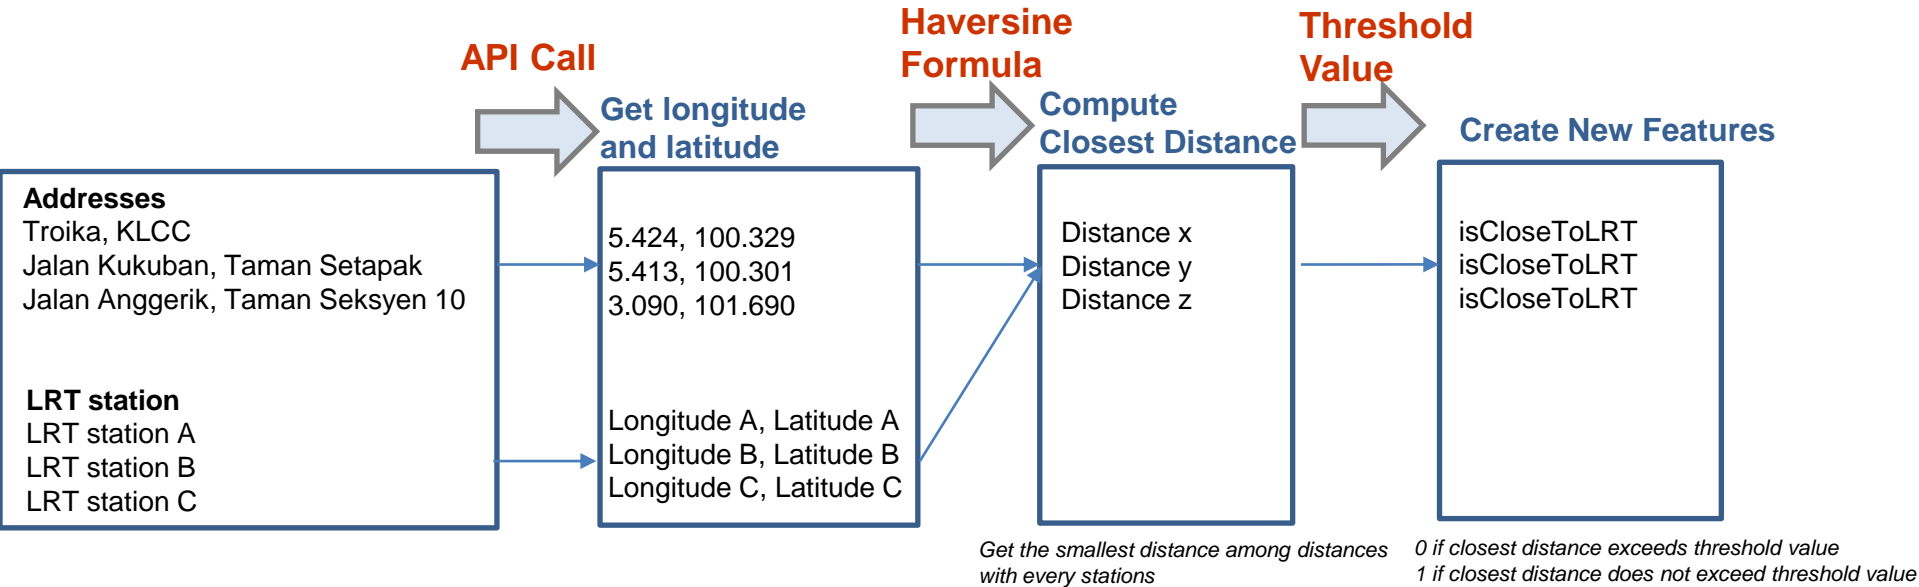 API Call
Haversine
Formula
Threshold
Value
Get longitude
and latitude
Compute
Closest Distance
Create New Features
Addresses
Troika, KLCC
Jalan Kukuban, Taman Setapak
Jalan Anggerik, Taman Seksyen 10
LRT station
LRT station A
LRT station B
LRT station C
5.424, 100.329
5.413, 100.301
3.090, 101.690
Longitude A, Latitude A
Longitude B, Latitude B
Longitude C, Latitude C
Distance x
Distance y
Distance z
Get the smallest distance among distances
with every stations
isCloseToLRT
isCloseToLRT
isCloseToLRT
0 if closest distance exceeds threshold value
1 if closest distance does not exceed threshold value